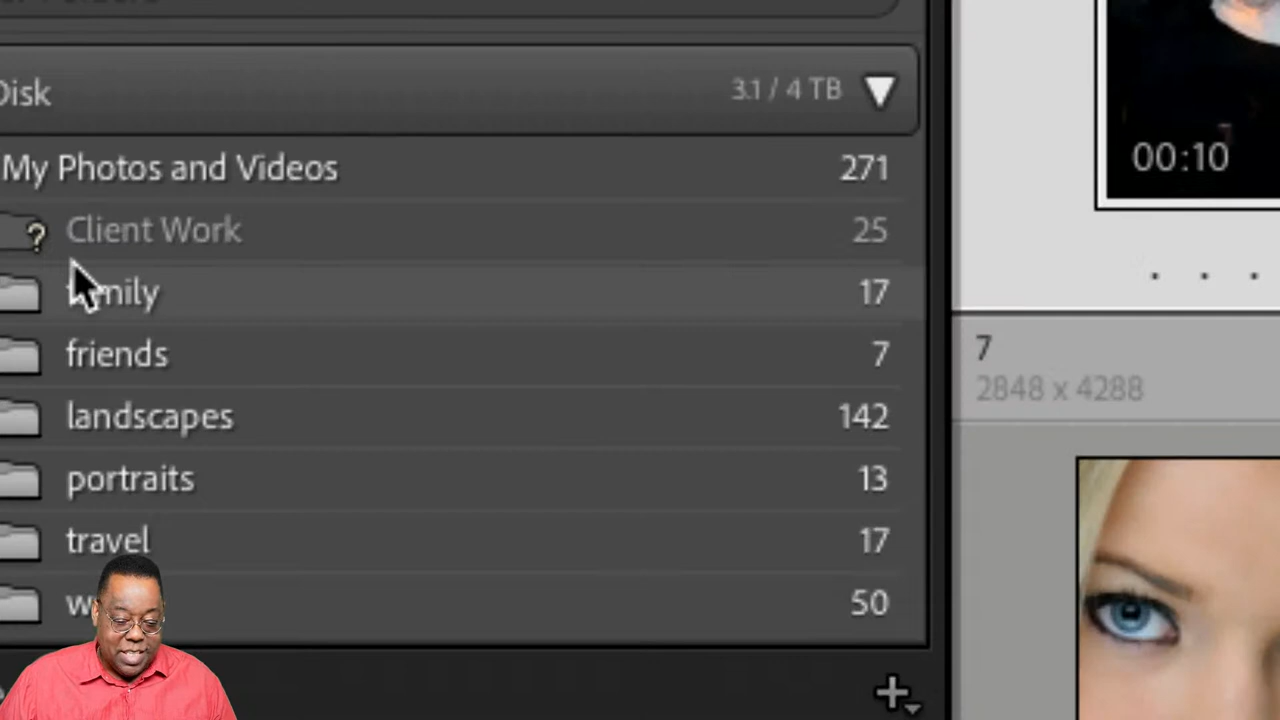 Disk 3.1 / 4 TB
My Photos and Videos 271
? Client Work 25
family 17
friends 7
landscapes 142
portraits 13
travel 17
50
00:10
7
2848 x 4288